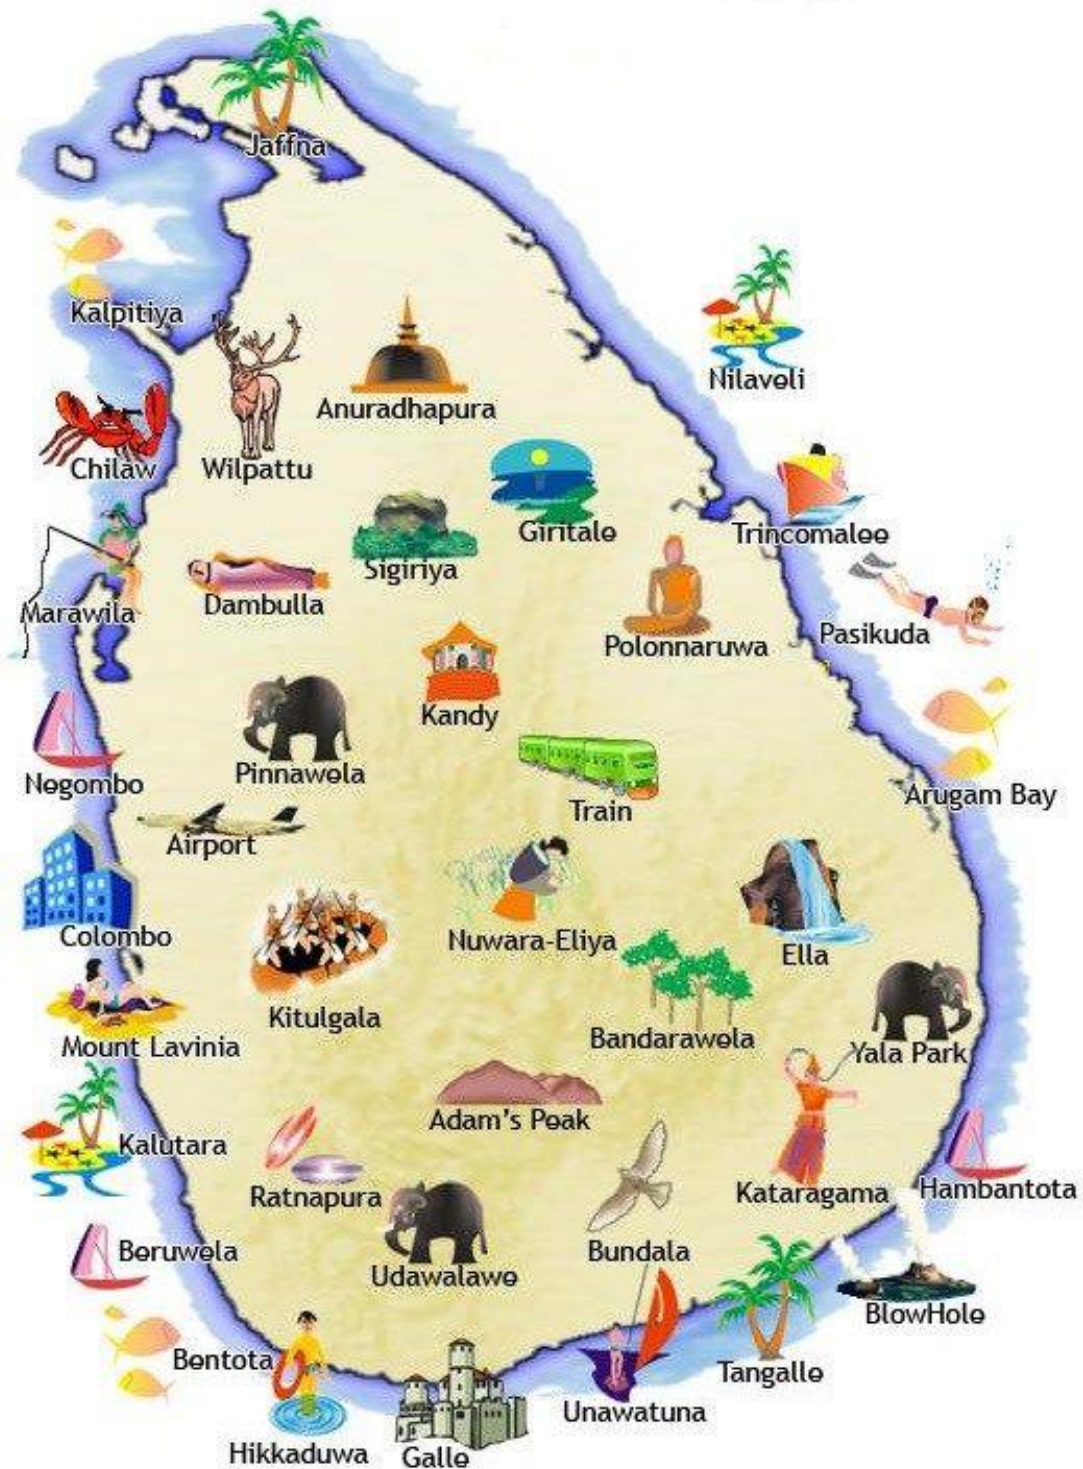 Jaffna
Kalpitiya
Nilaveli
Anuradhapura
Chilaw
Wilpattu
Giritale
Trincomalee
Sigiriya
Dambulla
Marawila
Polonnaruwa
Pasikuda
Kandy
Pinnawela
Negombo
Arugam Bay
Train
Airport
Colombo
Nuwara-Eliya
Ella
Kitulgala
Bandarawela
Mount Lavinia
Yala Park
Adam's Peak
Kalutara
Ratnapura
Kataragama
Hambantota
Beruwela
Bundala
Udawalawe
BlowHole
Bentota
Tangalle
Unawatuna
Hikkaduwa
Galle